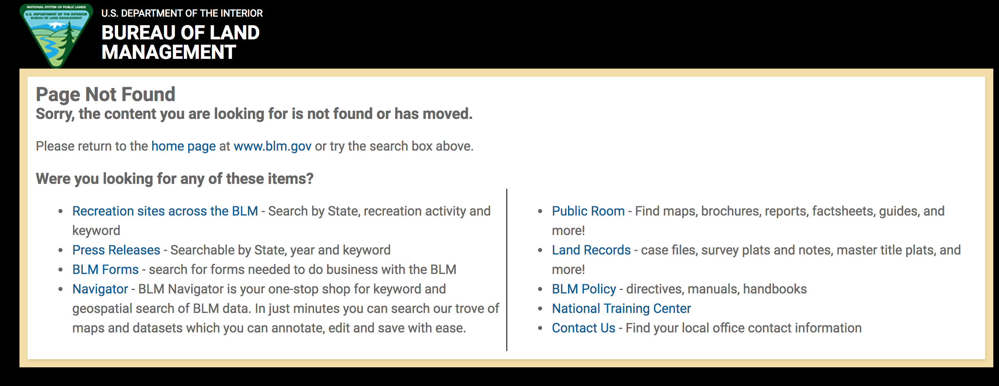 NATIONAL SYSTEM OF PUBLIC LANDS
U.S. DEPARTMENT OF THE INTERIOR
BUREAU OF LAND MANAGEMENT
U.S. DEPARTMENT OF THE INTERIOR
BUREAU OF LAND
MANAGEMENT
Page Not Found
Sorry, the content you are looking for is not found or has moved.
Please return to the home page at www.blm.gov or try the search box above.
Were you looking for any of these items?
• Recreation sites across the BLM - Search by State, recreation activity and
keyword
• Press Releases - Searchable by State, year and keyword
• BLM Forms - search for forms needed to do business with the BLM
• Navigator - BLM Navigator is your one-stop shop for keyword and
geospatial search of BLM data. In just minutes you can search our trove of
maps and datasets which you can annotate, edit and save with ease.
• Public Room - Find maps, brochures, reports, factsheets, guides, and
more!
• Land Records - case files, survey plats and notes, master title plats, and
more!
• BLM Policy - directives, manuals, handbooks
• National Training Center
• Contact Us - Find your local office contact information